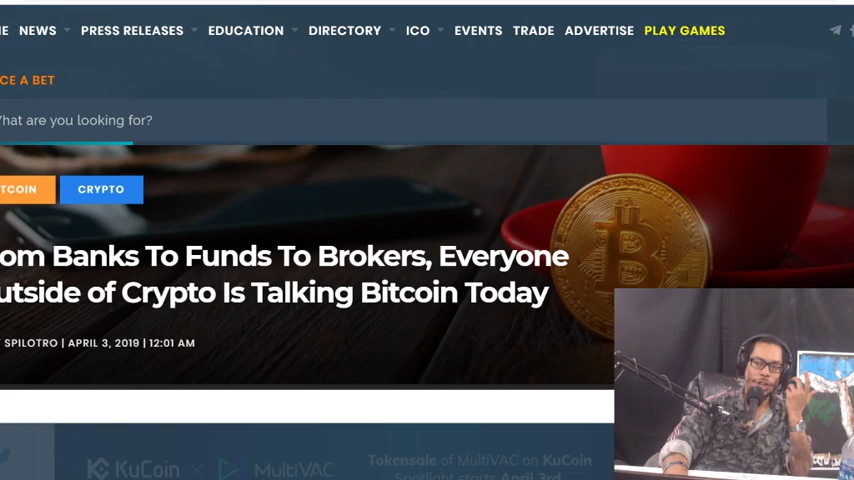 NEWS PRESS RELEASES EDUCATION DIRECTORY ICO EVENTS TRADE ADVERTISE PLAY GAMES
CE A BET
hat are you looking for?
TCOIN CRYPTO
om Banks To Funds To Brokers, Everyone
utside of Crypto Is Talking Bitcoin Today
SPILOTRO | APRIL 3, 2019 | 12:01 AM
KuCoin × MultiVAC
Tokensale of MultiVAC on KuCoin
Spotlight starts April 3rd